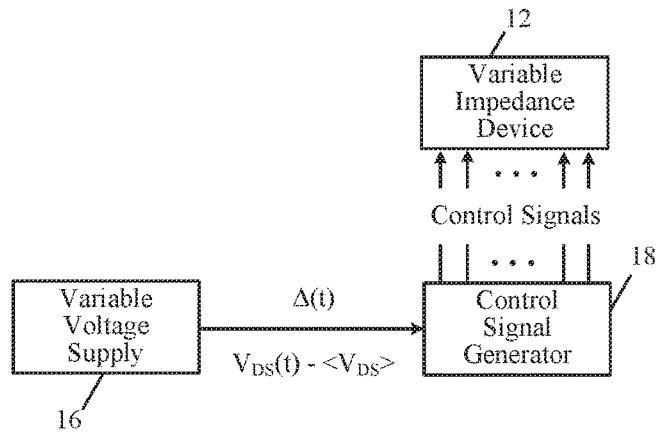 12
Variable
Impedance
Device
• • •
Control Signals
• • •
18
Variable
Voltage
Supply
Δ(t)
V_DS(t) - <V_DS>
Control
Signal
Generator
16